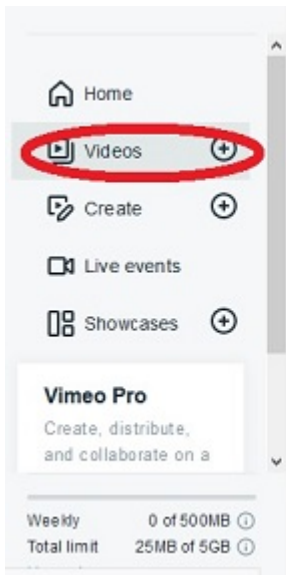 Home
Videos
Create
Live events
Showcases
Vimeo Pro
Create, distribute,
and collaborate on a
Weekly 0 of 500MB
Total limit 25MB of 5GB